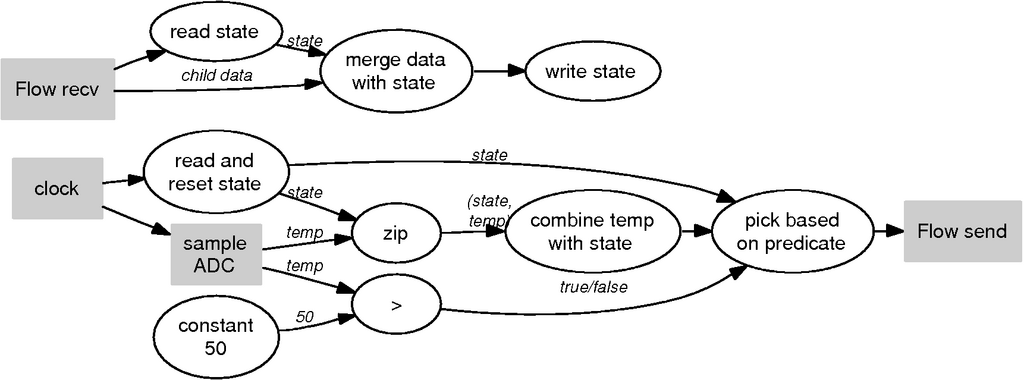 read state
state
Flow recv
child data
merge data
with state
write state
clock
read and
reset state
state
state
sample
ADC
temp
temp
zip
(state,
temp)
combine temp
with state
pick based
on predicate
Flow send
constant
50
50
>
true/false